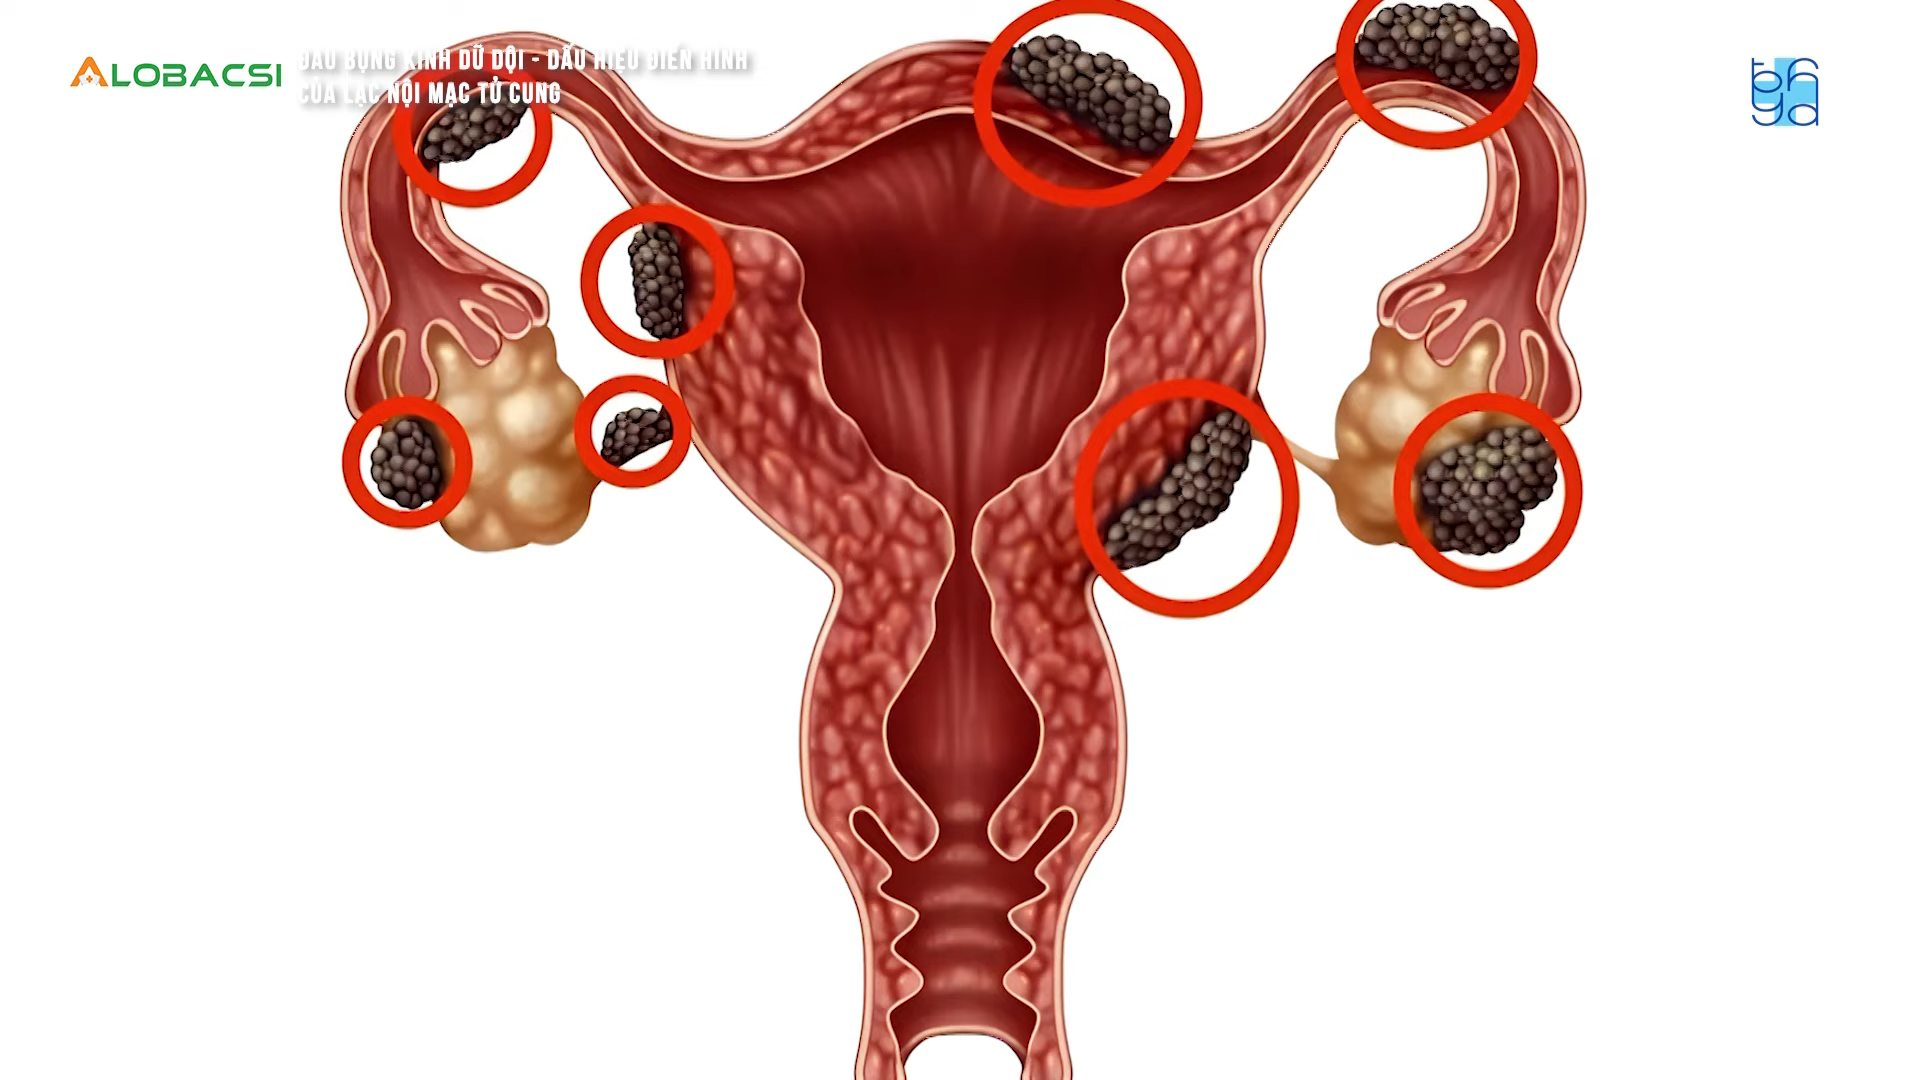 ALOBACSI
ĐAU BỤNG KINH DỮ DỘI - DẤU HIỆU ĐIỂN HÌNH
CỦA LẠC NỘI MẠC TỬ CUNG